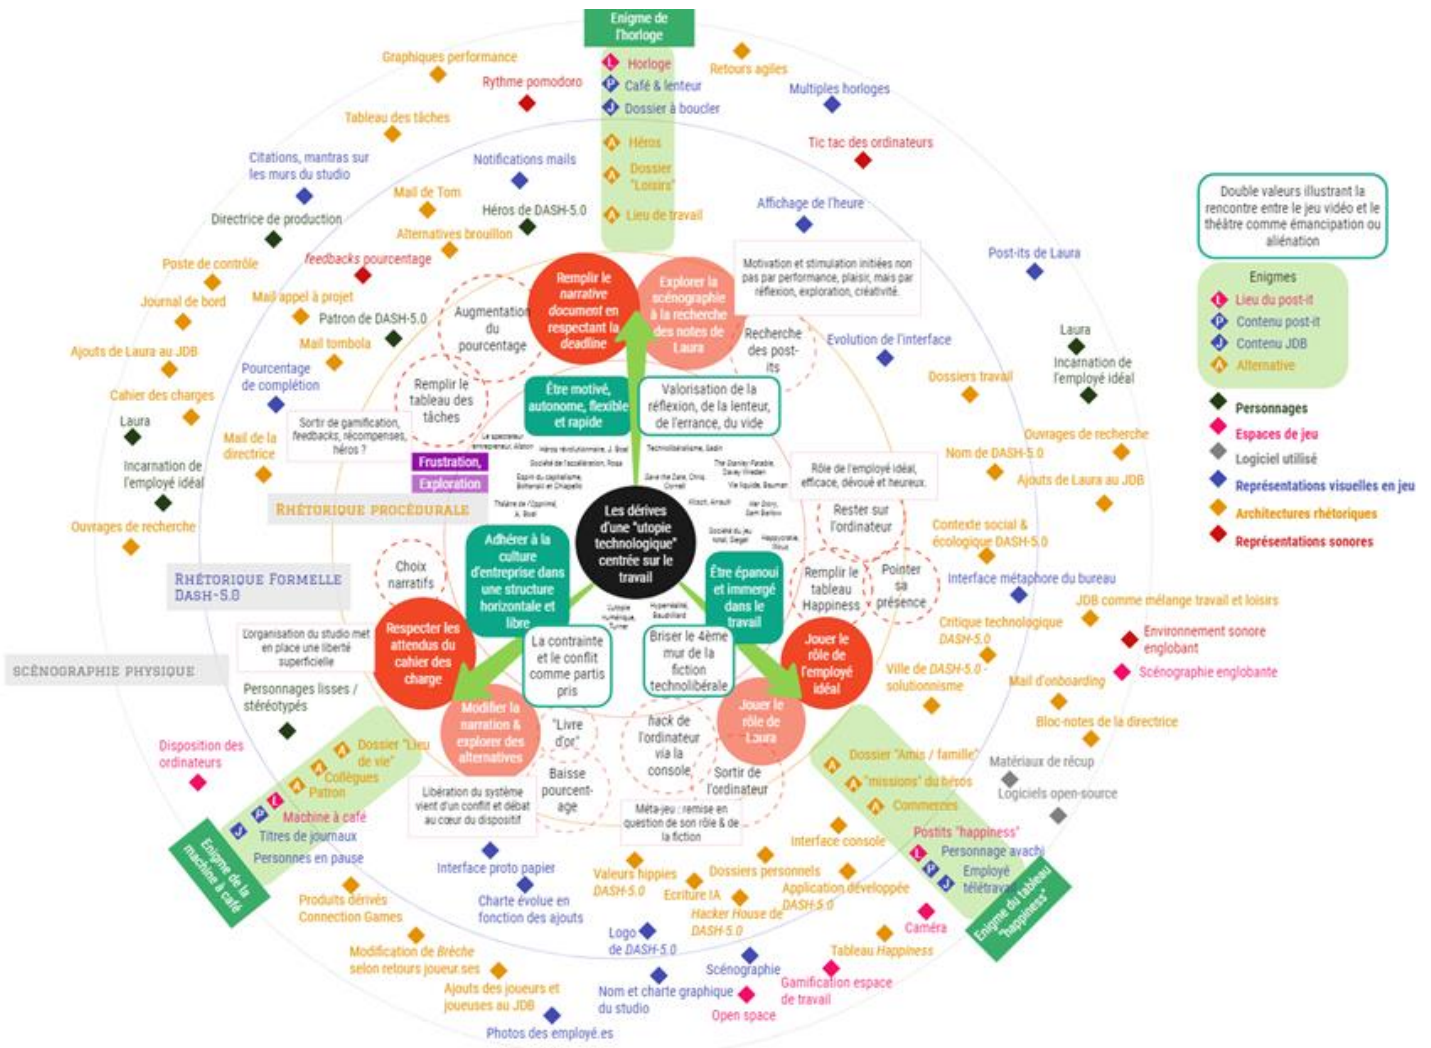 Enigme de
l'horloge
Horloge
Café & lenteur
Dossier à boucler
Héros
Dossier
"Loisirs"
Lieu de travail
Graphiques performance
Rythme pomodoro
Tableau des tâches
Citations, mantras sur
les murs du studio
Notifications mails
Mail de Tom
Directrice de production
Héros de DASH-5.0
Alternatives brouillon
feedbacks pourcentage
Poste de contrôle
Mail appel à projet
Journal de bord
Patron de DASH-5.0
Mail tombola
Ajouts de Laura au JDB
Pourcentage
de complétion
Cahier des charges
Laura
Mail de la
directrice
Incarnation de
l'employé idéal
Ouvrages de recherche
Retours agiles
Multiples horloges
Tic tac des ordinateurs
Affichage de l'heure
Post-its de Laura
Evolution de l'interface
Laura
Incarnation de
l'employé idéal
Dossiers travail
Ouvrages de recherche
Nom de DASH-5.0
Ajouts de Laura au JDB
Contexte social &
écologique DASH-5.0
Interface métaphore du bureau
JDB comme mélange travail et loisirs
Critique technologique
DASH-5.0
Environnement sonore
englobant
Scénographie englobante
Ville de DASH-5.0 -
solutionnisme
Mail d'onboarding
Bloc-notes de la directrice
Matériaux de récup
Logiciels open-source
Double valeurs illustrant la
rencontre entre le jeu vidéo et le
théâtre comme émancipation ou
aliénation
Enigmes
L Lieu du post-it
P Contenu post-it
J Contenu JDB
A Alternative
Personnages
Espaces de jeu
Logiciel utilisé
Représentations visuelles en jeu
Architectures rhétoriques
Représentations sonores
Remplir le
narrative
document en
respectant la
deadline
Explorer la
scénographie
à la recherche
des notes de
Laura
Motivation et stimulation initiées non
pas par performance, plaisir, mais par
réflexion, exploration, créativité.
Augmentation
du
pourcentage
Recherche
des post-
its
Remplir le
tableau des
tâches
Être motivé,
autonome, flexible
et rapide
Valorisation de la
réflexion, de la lenteur,
de l'errance, du vide
Sortir de gamification,
feedbacks, récompenses,
héros ?
Frustration,
Exploration
Société de l'accélération, Rosa
Technolibéralisme, Sadin
The Stanley Parable,
Davey Wreden
Vie liquide, Bauman
Rhétorique procédurale
Rhétorique Formelle
Dash-5.0
Scénographie physique
Les dérives
d'une "utopie
technologique"
centrée sur le
travail
Rôle de l'employé idéal,
efficace, dévoué et heureux.
Rester sur
l'ordinateur
Remplir le
tableau
Happiness
Pointer
sa
présence
Choix
narratifs
Adhérer à la
culture
d'entreprise dans
une structure
horizontale et
libre
Être épanoui
et immergé
dans le
travail
Respecter les
attendus du
cahier des
charge
L'organisation du studio met
en place une liberté
superficielle
La contrainte
et le conflit
comme partis
pris
Briser le 4ème
mur de la
fiction
technolibérale
Jouer le
rôle de
l'employé
idéal
Modifier la
narration &
explorer des
alternatives
"Livre
d'or"
hack de
l'ordinateur
via la
console
Jouer le
rôle de
Laura
Baisse
pourcent-
age
Sortir de
l'ordinateur
Libération du système
vient d'un conflit et débat
au cœur du dispositif
Méta-jeu : remise en
question de son rôle & de
la fiction
Personnages lisses /
stéréotypés
Disposition des
ordinateurs
Dossier "Lieu
de vie"
Collègues
Patron
Machine à café
Titres de journaux
Personnes en pause
Enigme de la
machine à café
Dossier "Amis / famille"
"missions" du héros
Commerces
Postits "happiness"
Personnage avachi
Employé
télétravail
Enigme du tableau
"happiness"
Interface proto papier
Charte évolue en
fonction des ajouts
Produits dérivés
Connection Games
Modification de Brèche
selon retours joueur.ses
Ajouts des joueurs et
joueuses au JDB
Photos des employé.es
Interface console
Valeurs hippies
DASH-5.0
Dossiers personnels
Ecriture IA
Application développée
DASH-5.0
Hacker House de
DASH-5.0
Logo
de DASH-5.0
Caméra
Tableau Happiness
Scénographie
Nom et charte graphique
du studio
Gamification espace
de travail
Open space